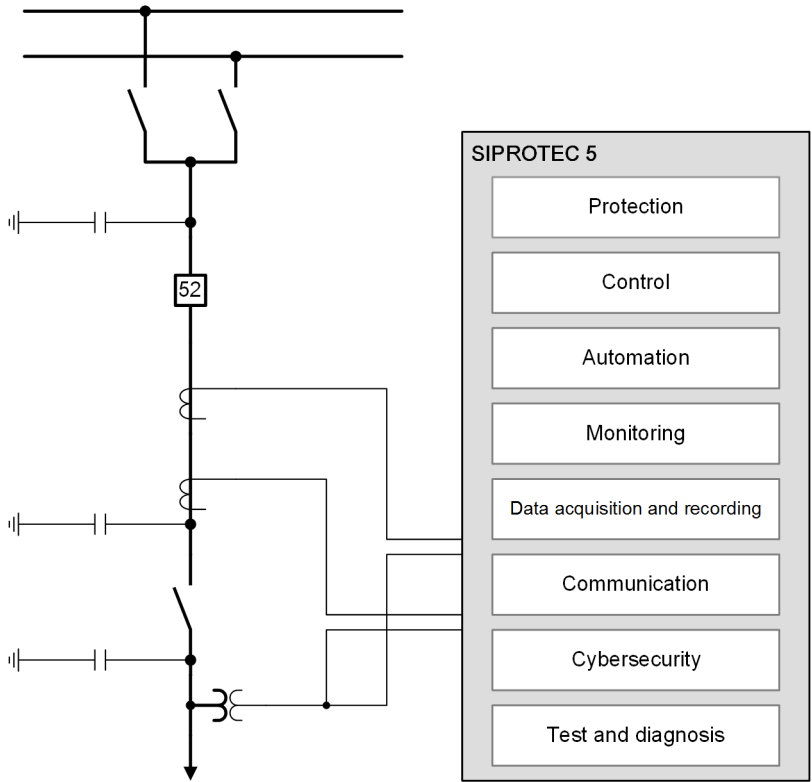 SIPROTEC 5
Protection
Control
52
Automation
Monitoring
Data acquisition and recording
Communication
Cybersecurity
Test and diagnosis